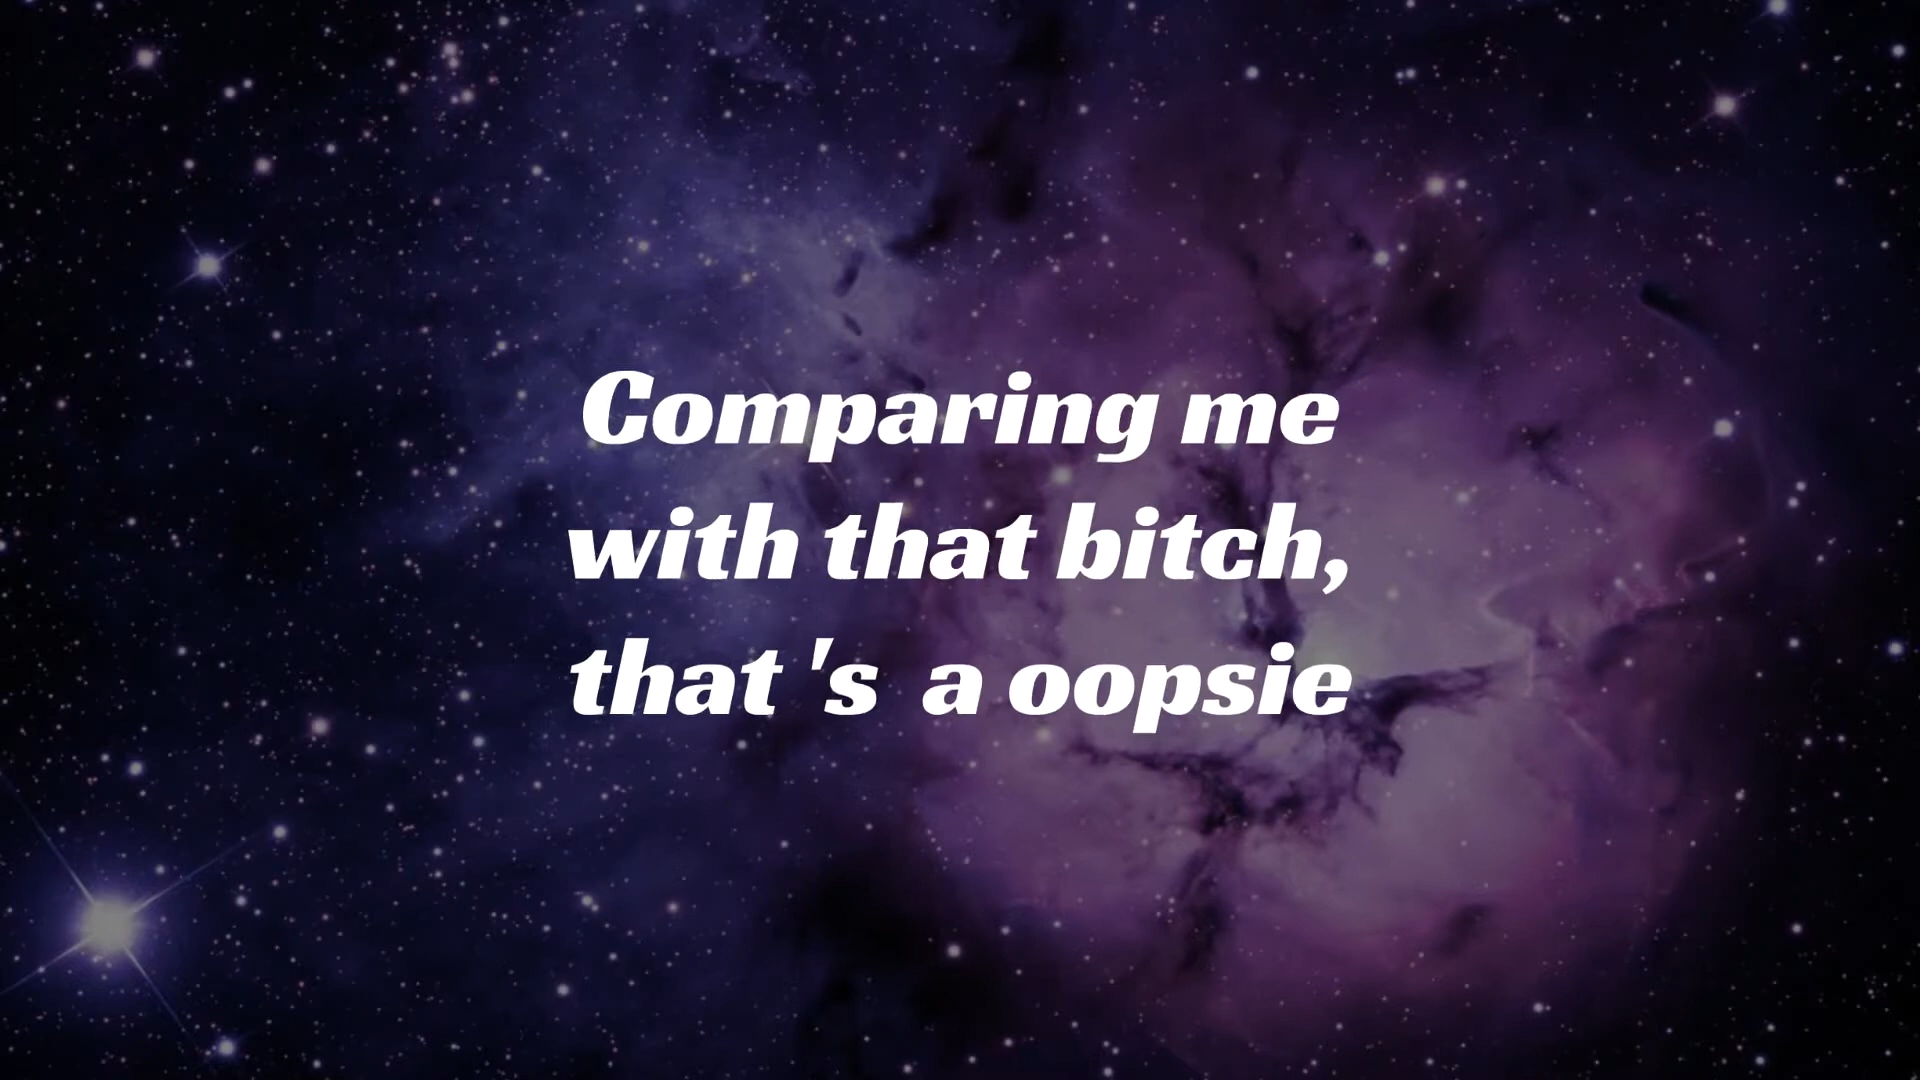 Comparing me
with that bitch,
that 's  a oopsie